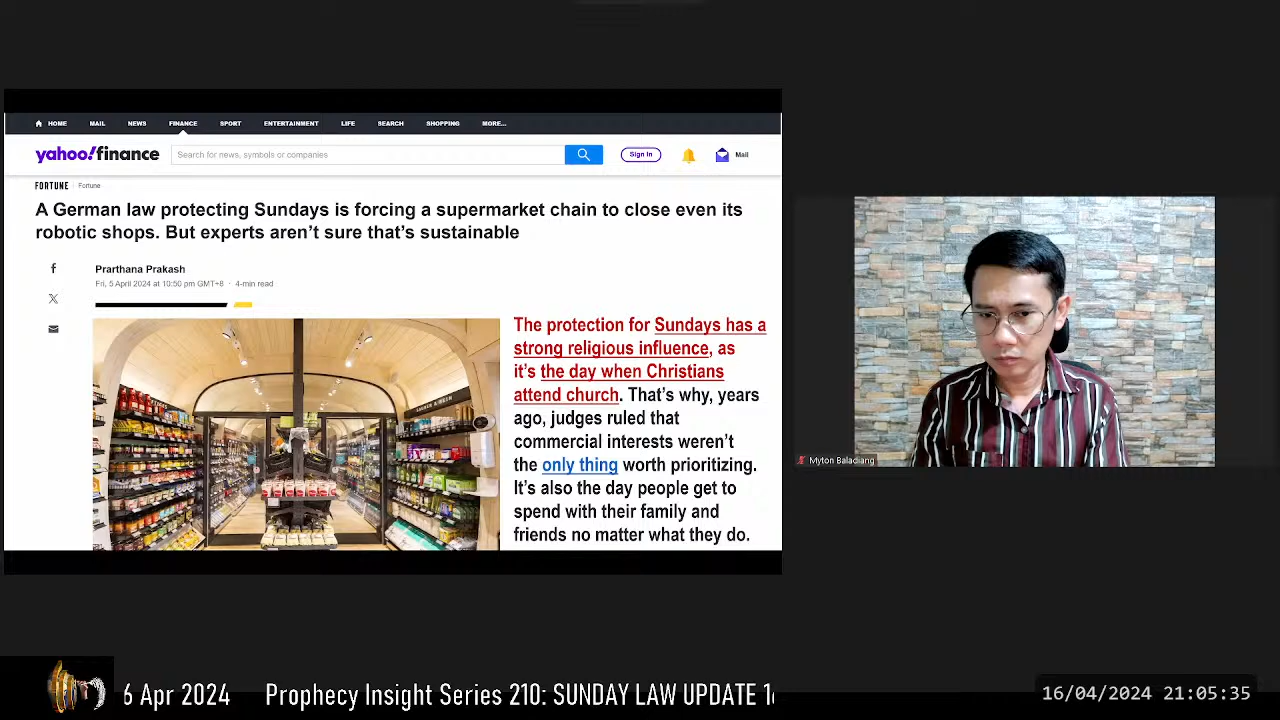 HOME MAIL NEWS FINANCE SPORT ENTERTAINMENT LIFE SEARCH SHOPPING MORE...
yahoo!finance Search for news, symbols or companies Sign in Mail
FORTUNE Fortune
A German law protecting Sundays is forcing a supermarket chain to close even its
robotic shops. But experts aren't sure that's sustainable
Prarthana Prakash
Fri, 5 April 2024 at 10:50 pm GMT+8 · 4-min read
The protection for Sundays has a
strong religious influence, as
it's the day when Christians
attend church. That's why, years
ago, judges ruled that
commercial interests weren't
the only thing worth prioritizing.
It's also the day people get to
spend with their family and
friends no matter what they do.
Myton Baladiang
6 Apr 2024 Prophecy Insight Series 210: SUNDAY LAW UPDATE 16
16/04/2024 21:05:35